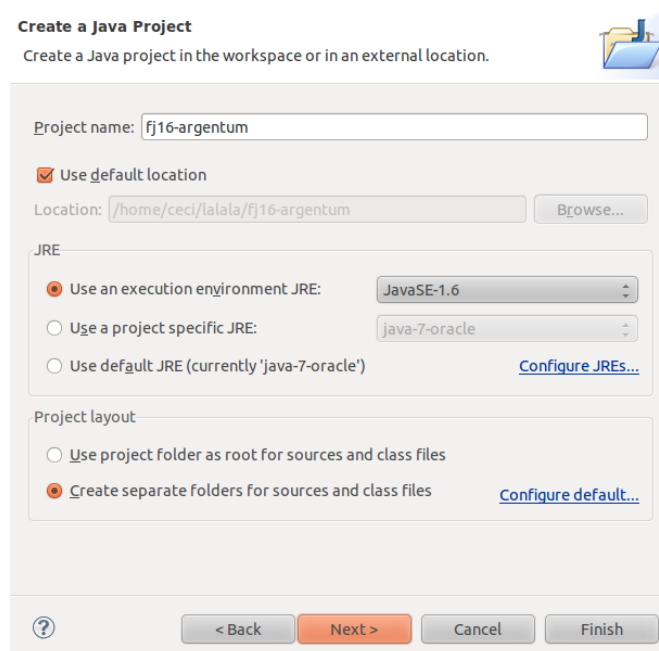 Create a Java Project
Create a Java project in the workspace or in an external location.
Project name: fj16-argentum
Use default location
Location: /home/ceci/lalala/fj16-argentum Browse...
JRE
Use an execution environment JRE: JavaSE-1.6
Use a project specific JRE: java-7-oracle
Use default JRE (currently 'java-7-oracle') Configure JREs...
Project layout
Use project folder as root for sources and class files
Create separate folders for sources and class files Configure default...
? < Back Next > Cancel Finish